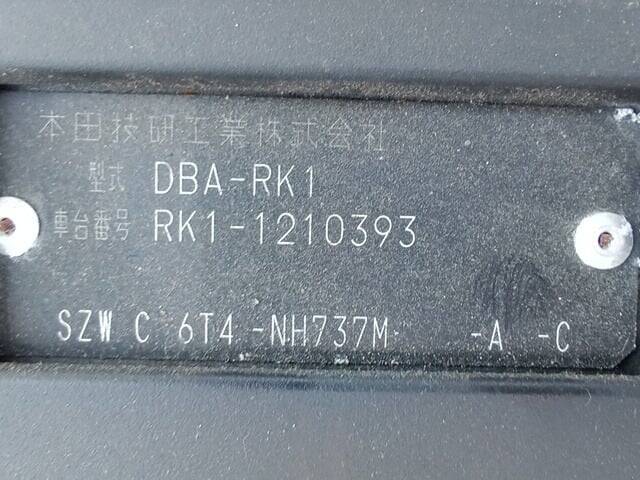 本田技研工業株式会社
型式 DBA-RK1
車台番号 RK1-1210393
SZW C 6T4 -NH737M -A -C